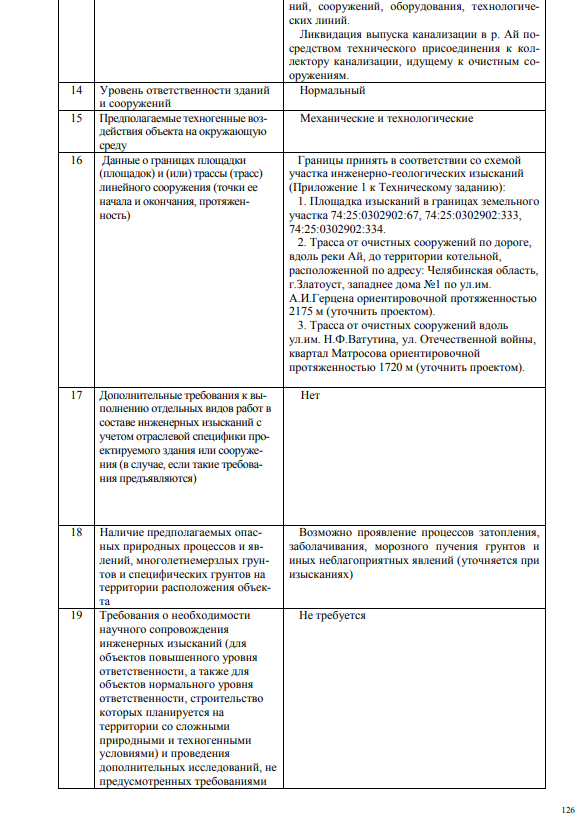 ний, сооружений, оборудования, технологиче-
ских линий.
Ликвидация выпуска канализации в р. Ай по-
средством технического присоединения к кол-
лектору канализации, идущему к очистным со-
оружениям.
14 Уровень ответственности зданий Нормальный
и сооружений
15 Предполагаемые техногенные воз- Механические и технологические
действия объекта на окружающую
среду
16 Данные о границах площадки
(площадок) и (или) трассы (трасс)
линейного сооружения (точки ее
начала и окончания, протяжен-
ность)
Границы принять в соответствии со схемой
участка инженерно-геологических изысканий
(Приложение 1 к Техническому заданию):
1. Площадка изысканий в границах земельного
участка 74:25:0302902:67, 74:25:0302902:333,
74:25:0302902:334.
2. Трасса от очистных сооружений по дороге,
вдоль реки Ай, до территории котельной,
расположенной по адресу: Челябинская область,
г.Златоуст, западнее дома №1 по ул.им.
А.И.Герцена ориентировочной протяженностью
2175 м (уточнить проектом).
3. Трасса от очистных сооружений вдоль
ул.им. Н.Ф.Ватутина, ул. Отечественной войны,
квартал Матросова ориентировочной
протяженностью 1720 м (уточнить проектом).
17 Дополнительные требования к вы- Нет
полнению отдельных видов работ в
составе инженерных изысканий с
учетом отраслевой специфики про-
ектируемого здания или сооруже-
ния (в случае, если такие требова-
ния предъявляются)
18 Наличие предполагаемых опас-
ных природных процессов и яв-
лений, многолетнемерзлых грун-
тов и специфических грунтов на
территории расположения объек-
та
Возможно проявление процессов затопления,
заболачивания, морозного пучения грунтов и
иных неблагоприятных явлений (уточняется при
изысканиях)
19 Требования о необходимости Не требуется
научного сопровождения
инженерных изысканий (для
объектов повышенного уровня
ответственности, а также для
объектов нормального уровня
ответственности, строительство
которых планируется на
территории со сложными
природными и техногенными
условиями) и проведения
дополнительных исследований, не
предусмотренных требованиями
126